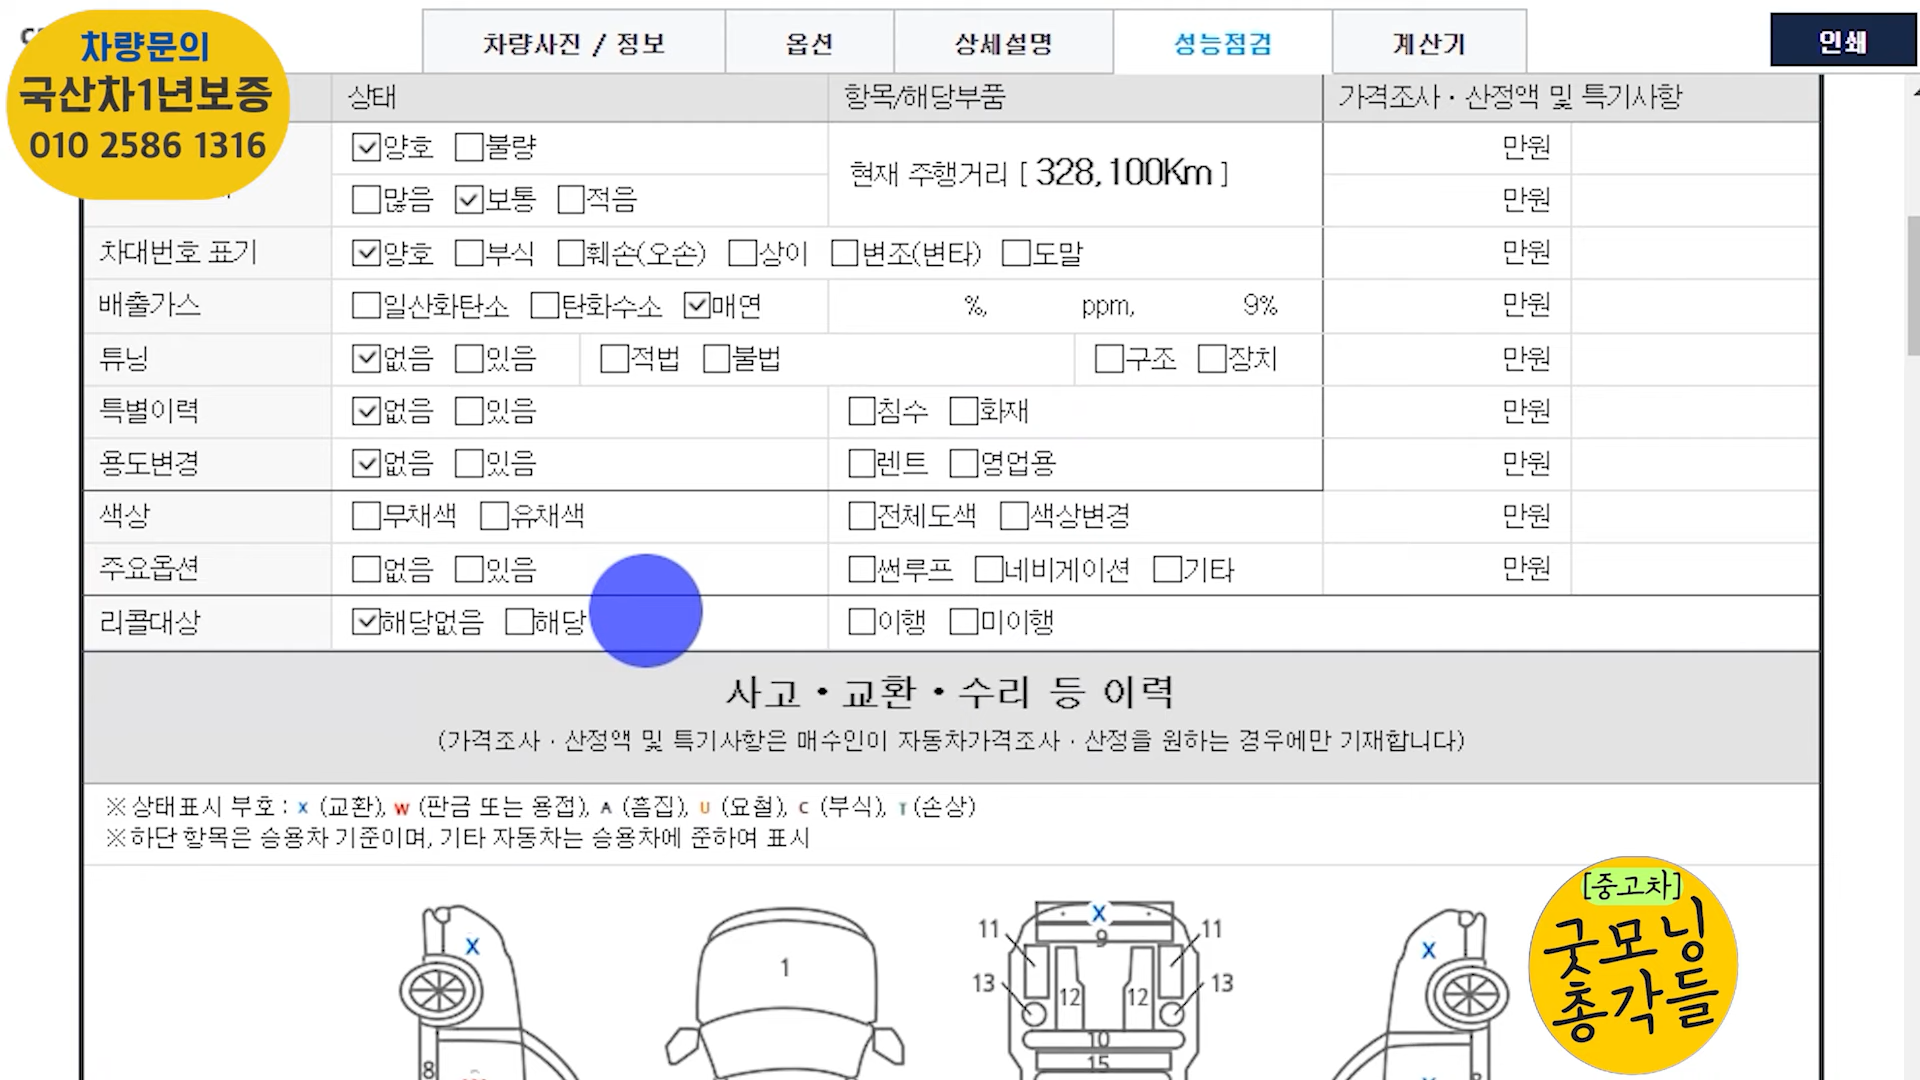 차량문의
국산차1년보증
010 2586 1316
차량사진 / 정보 옵션 상세설명 성능점검 계산기 인쇄
상태 항목/해당부품 가격조사 · 산정액 및 특기사항
양호 불량 현재 주행거리 [ 328,100Km ] 만원
많음 보통 적음 만원
차대번호 표기 양호 부식 훼손(오손) 상이 변조(변타) 도말 만원
배출가스 일산화탄소 탄화수소 매연 %, ppm, 9% 만원
튜닝 없음 있음 적법 불법 구조 장치 만원
특별이력 없음 있음 침수 화재 만원
용도변경 없음 있음 렌트 영업용 만원
색상 무채색 유채색 전체도색 색상변경 만원
주요옵션 없음 있음 썬루프 네비게이션 기타 만원
리콜대상 해당없음 해당 이행 미이행
사고 • 교환 • 수리 등 이력
(가격조사 · 산정액 및 특기사항은 매수인이 자동차가격조사 · 산정을 원하는 경우에만 기재합니다)
※ 상태표시 부호 : X (교환), W (판금 또는 용접), A (흠집), U (요철), C (부식), T (손상)
※ 하단 항목은 승용차 기준이며, 기타 자동차는 승용차에 준하여 표시
X 1 X 9 11 11 13 13 12 12 10 15 X 8 8
[중고차]
굿모닝
총각들